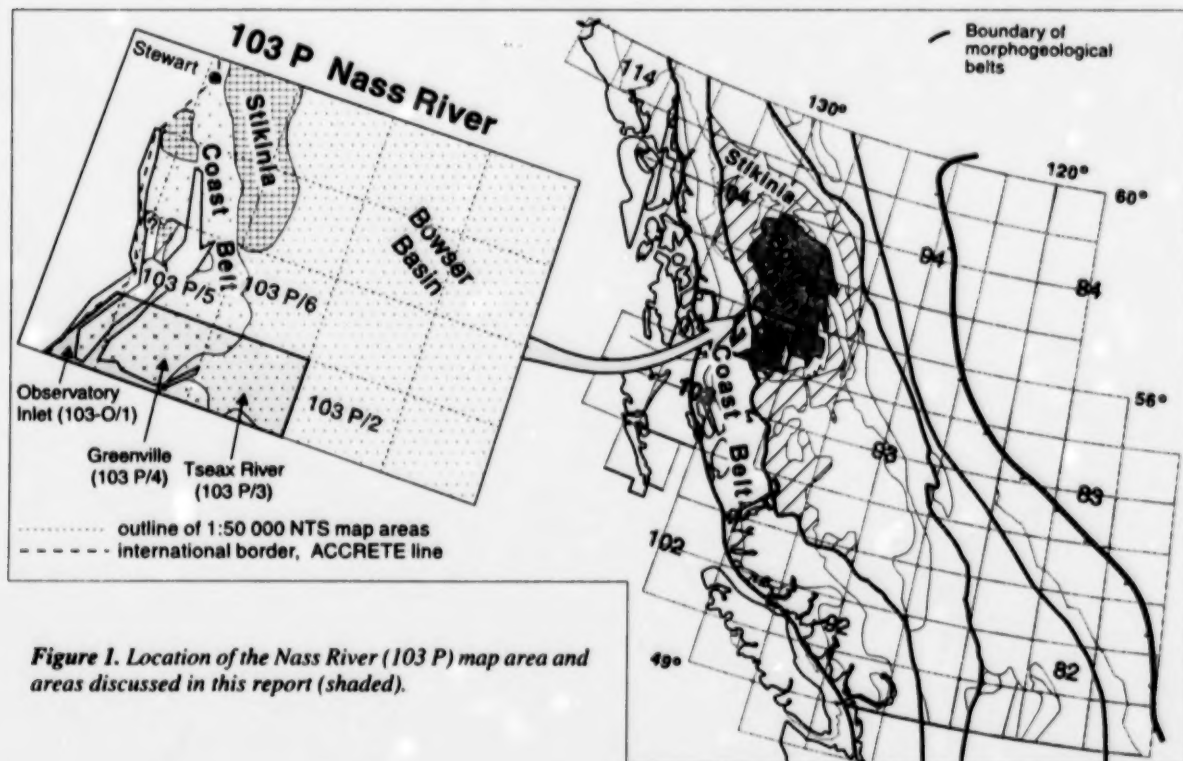 103 P Nass River
Stewart
Stikinia
Coast
Belt
Bowser
Basin
103 P/5
103 P/6
103 P/2
Observatory
Inlet (103-O/1)
Greenville
(103 P/4)
Tseax River
(103 P/3)
outline of 1:50 000 NTS map areas
international border, ACCRETE line
Boundary of
morphogeological
belts
114
130°
120°
60°
Stikinia
94
84
56°
Coast
Belt
93
83
102
92
49°
82
Figure 1. Location of the Nass River (103 P) map area and
areas discussed in this report (shaded).